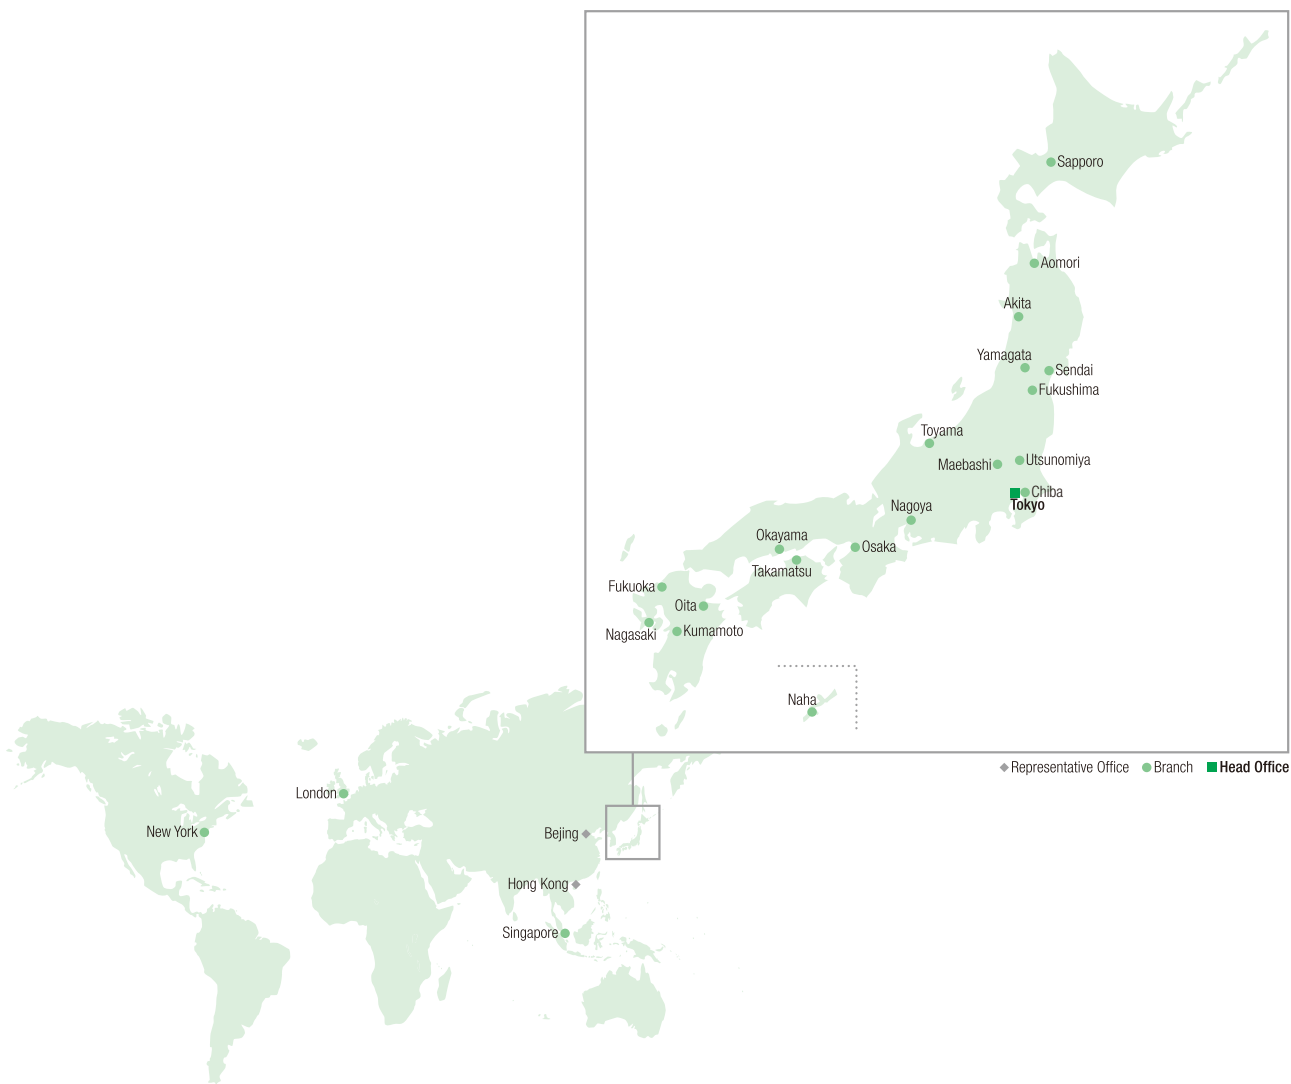 Sapporo
Aomori
Akita
Yamagata
Sendai
Fukushima
Toyama
Maebashi
Utsunomiya
Chiba
Tokyo
Nagoya
Okayama
Osaka
Takamatsu
Fukuoka
Oita
Nagasaki
Kumamoto
Naha
Representative Office
Branch
Head Office
London
New York
Bejing
Hong Kong
Singapore